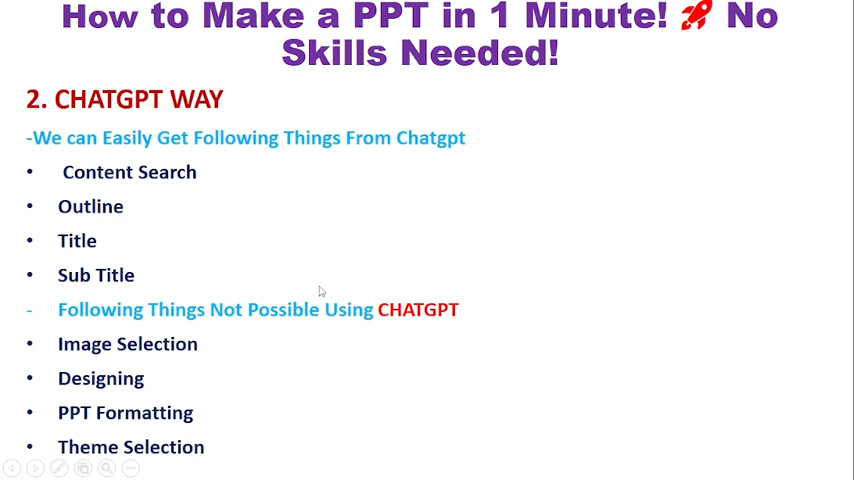 How to Make a PPT in 1 Minute! 🚀 No
Skills Needed!
2. CHATGPT WAY
-We can Easily Get Following Things From Chatgpt
• Content Search
• Outline
• Title
• Sub Title
- Following Things Not Possible Using CHATGPT
• Image Selection
• Designing
• PPT Formatting
• Theme Selection